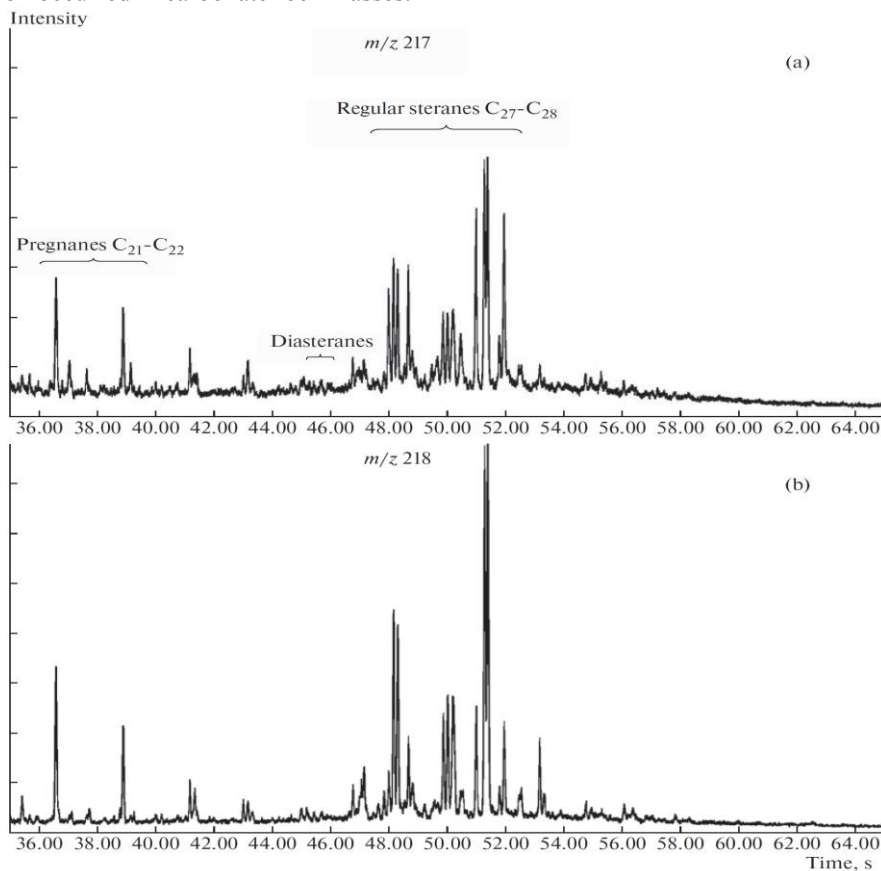 Intensity
m/z 217
(a)
Regular steranes C27-C28
Pregnanes C21-C22
Diasteranes
36.00 38.00 40.00 42.00 44.00 46.00 48.00 50.00 52.00 54.00 56.00 58.00 60.00 62.00 64.00
m/z 218
(b)
36.00 38.00 40.00 42.00 44.00 46.00 48.00 50.00 52.00 54.00 56.00 58.00 60.00 62.00 64.00
Time, s